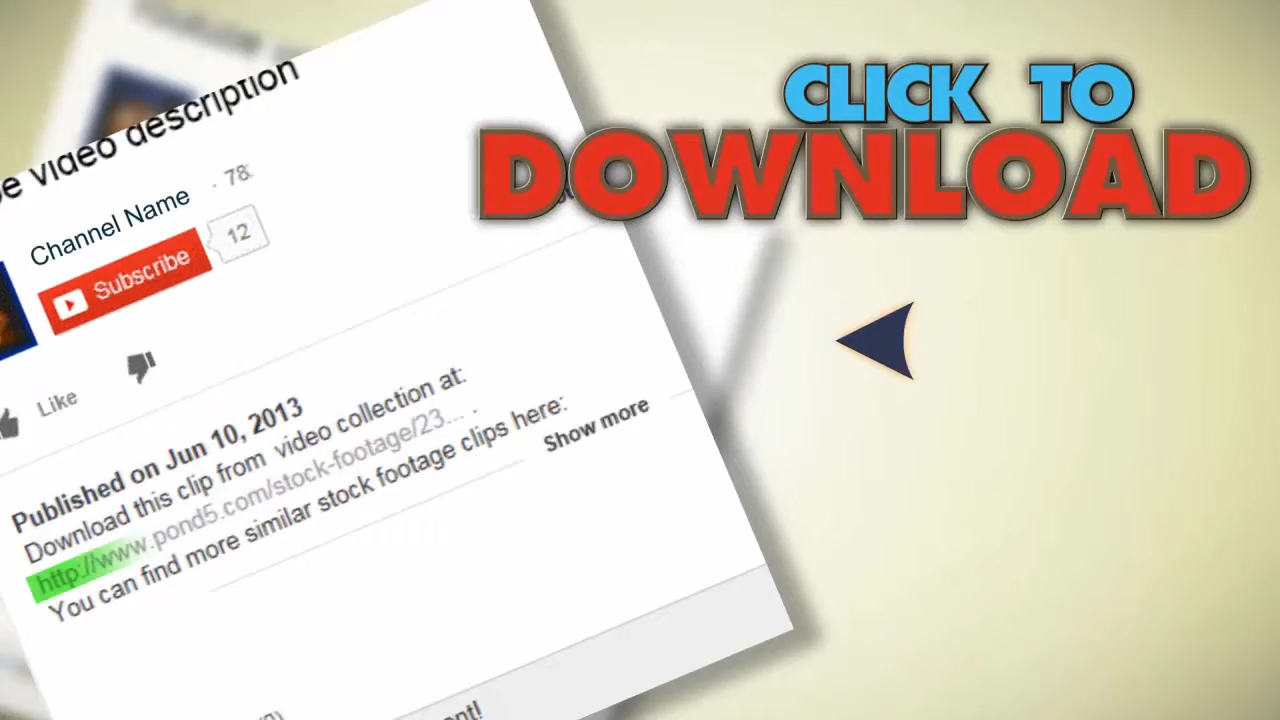 CLICK TO
DOWNLOAD
video description
Channel Name
78
Subscribe
12
Like
Published on Jun 10, 2013
Download this clip from video collection at:
http://www.pond5.com/stock-footage/23...
You can find more similar stock footage clips here:
Show more